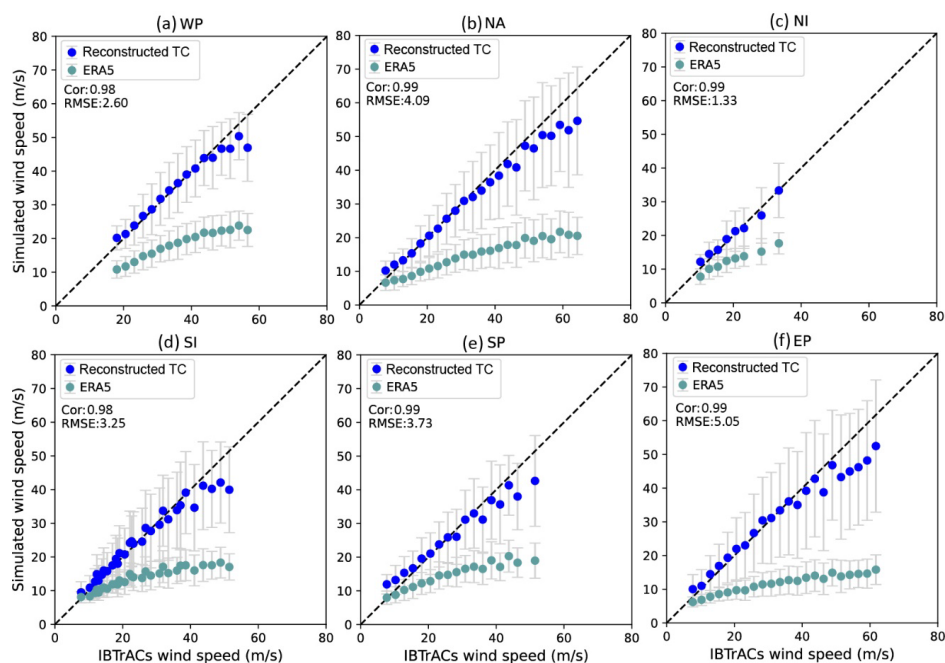 (a) WP
Reconstructed TC
ERA5
Cor:0.98
RMSE:2.60
80
70
60
50
40
30
20
10
0
0 20 40 60 80
Simulated wind speed (m/s)
(b) NA
Reconstructed TC
ERA5
Cor:0.99
RMSE:4.09
80
70
60
50
40
30
20
10
0
0 20 40 60 80
(c) NI
Reconstructed TC
ERA5
Cor:0.99
RMSE:1.33
80
70
60
50
40
30
20
10
0
0 20 40 60 80
(d) SI
Reconstructed TC
ERA5
Cor:0.98
RMSE:3.25
80
70
60
50
40
30
20
10
0
0 20 40 60 80
Simulated wind speed (m/s)
IBTrACs wind speed (m/s)
(e) SP
Reconstructed TC
ERA5
Cor:0.99
RMSE:3.73
80
70
60
50
40
30
20
10
0
0 20 40 60 80
IBTrACs wind speed (m/s)
(f) EP
Reconstructed TC
ERA5
Cor:0.99
RMSE:5.05
80
70
60
50
40
30
20
10
0
0 20 40 60 80
IBTrACs wind speed (m/s)